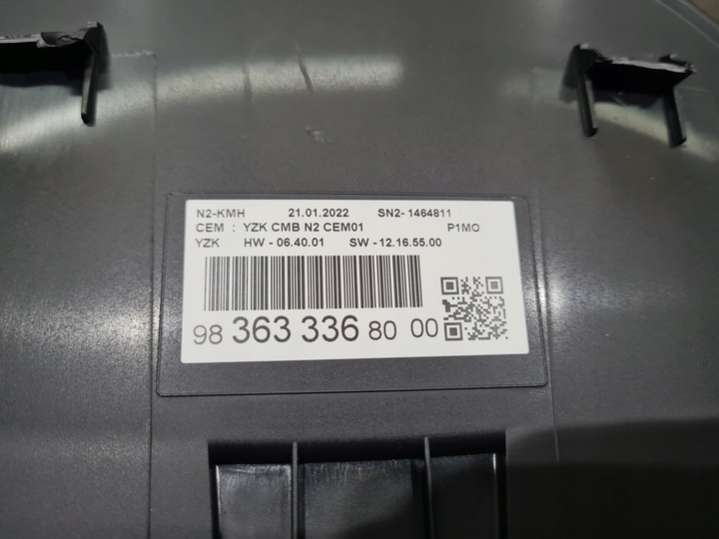 N2-KMH 21.01.2022 SN2- 1464811
CEM : YZK CMB N2 CEM01 P1MO
YZK HW - 06.40.01 SW - 12.16.55.00
98 363 336 80 00